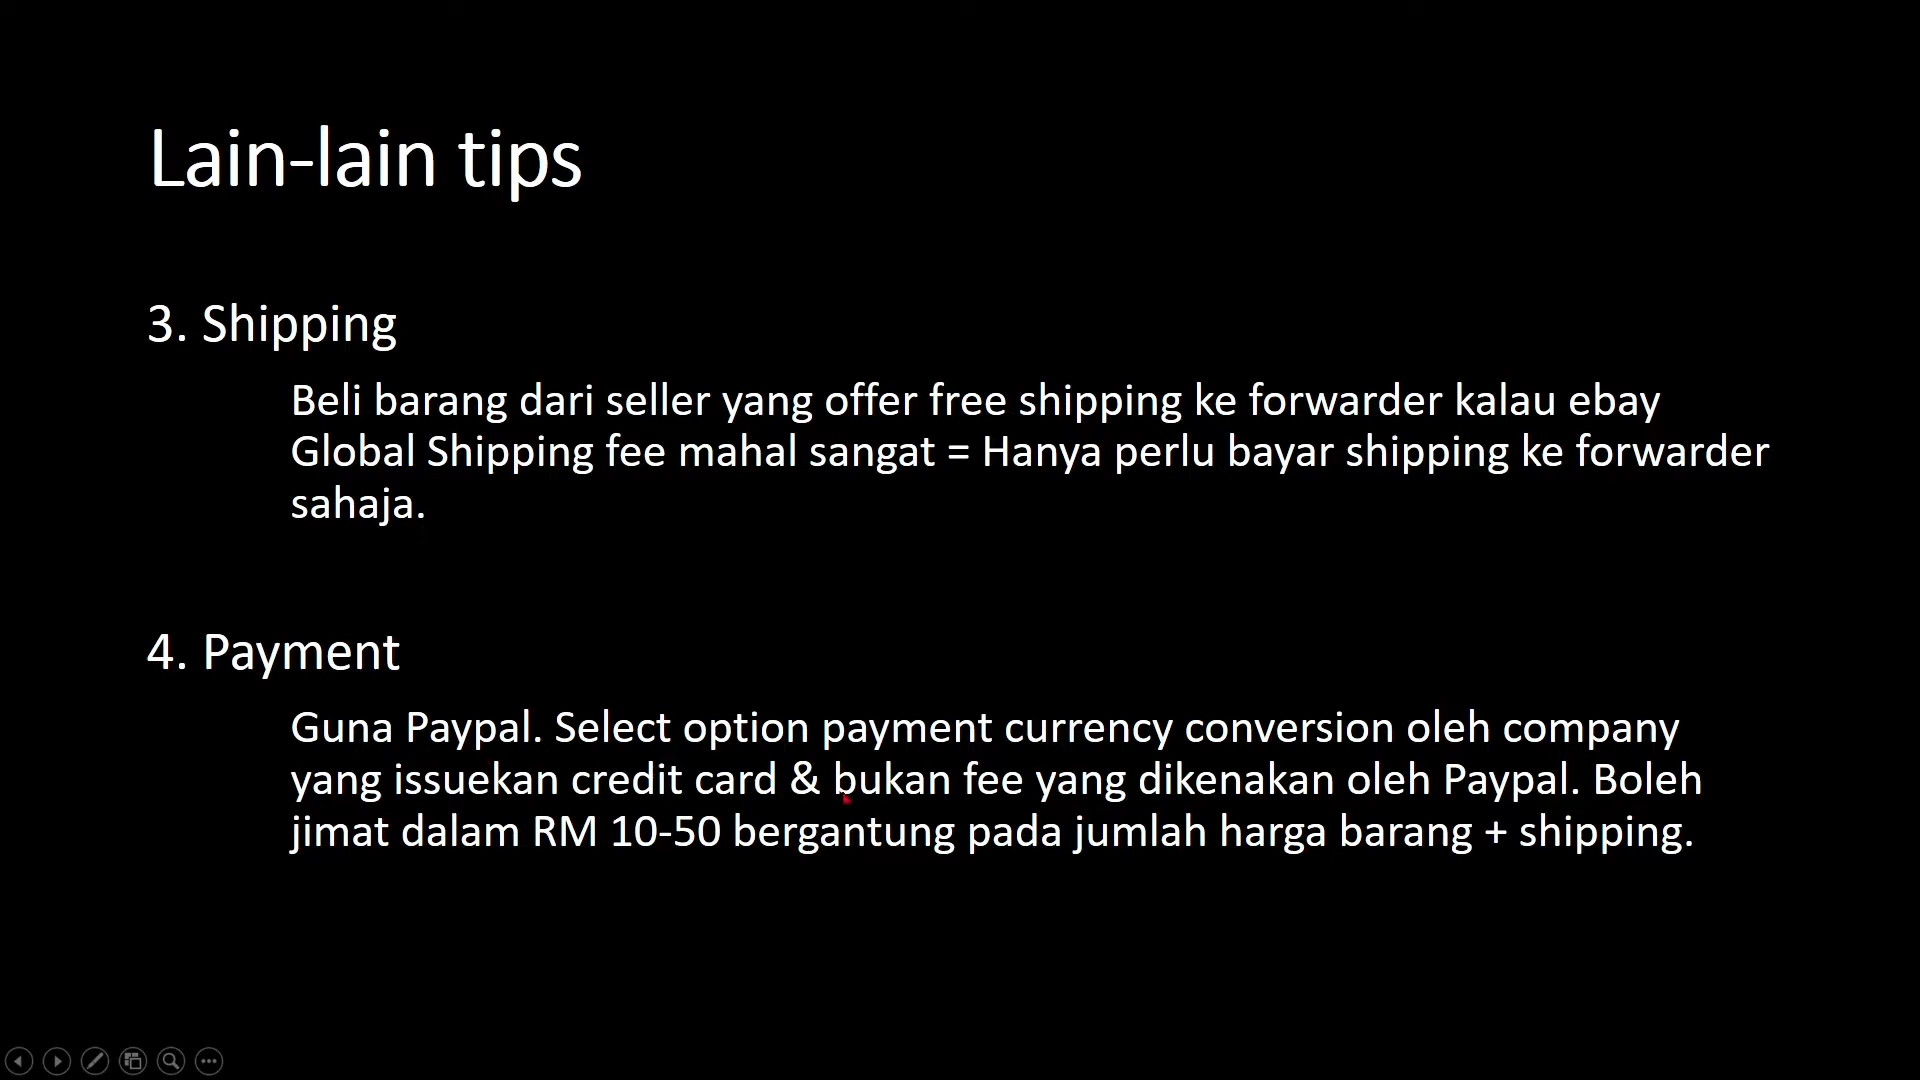 Lain-lain tips
3. Shipping
Beli barang dari seller yang offer free shipping ke forwarder kalau ebay
Global Shipping fee mahal sangat = Hanya perlu bayar shipping ke forwarder
sahaja.
4. Payment
Guna Paypal. Select option payment currency conversion oleh company
yang issuekan credit card & bukan fee yang dikenakan oleh Paypal. Boleh
jimat dalam RM 10-50 bergantung pada jumlah harga barang + shipping.